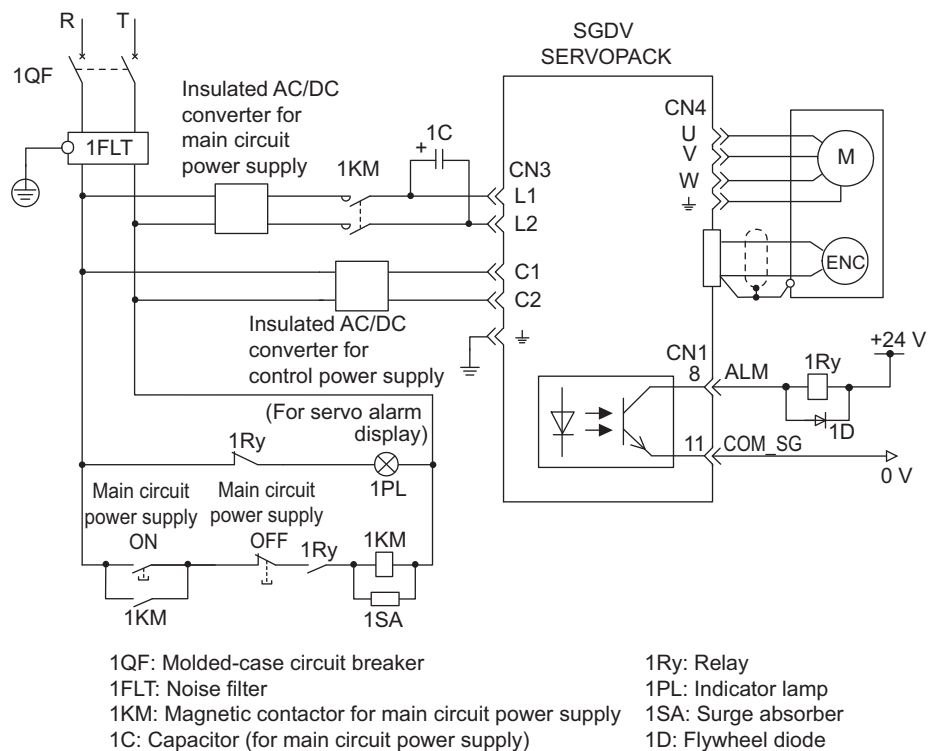 R
T
SGDV
SERVOPACK
1QF
Insulated AC/DC
converter for
main circuit
power supply
1FLT
1KM
1C
+
CN3
L1
L2
C1
C2
CN4
U
V
W
M
ENC
Insulated AC/DC
converter for
control power supply
CN1
8
ALM
1Ry
+24 V
1D
11
COM_SG
0 V
(For servo alarm
display)
1Ry
1PL
Main circuit
power supply
ON
Main circuit
power supply
OFF
1Ry
1KM
1KM
1SA
1QF: Molded-case circuit breaker
1FLT: Noise filter
1KM: Magnetic contactor for main circuit power supply
1C: Capacitor (for main circuit power supply)
1Ry: Relay
1PL: Indicator lamp
1SA: Surge absorber
1D: Flywheel diode